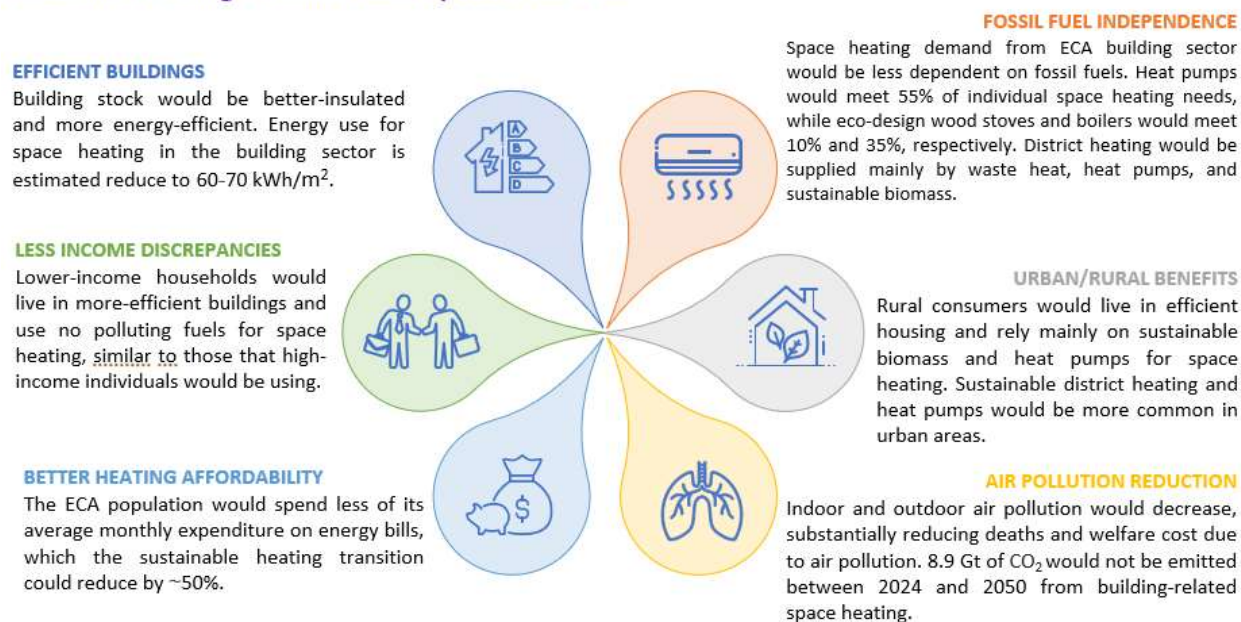 EFFICIENT BUILDINGS
Building stock would be better-insulated
and more energy-efficient. Energy use for
space heating in the building sector is
estimated reduce to 60-70 kWh/m².
A
B
C
D
LESS INCOME DISCREPANCIES
Lower-income households would
live in more-efficient buildings and
use no polluting fuels for space
heating, similar to those that high-
income individuals would be using.
BETTER HEATING AFFORDABILITY
The ECA population would spend less of its
average monthly expenditure on energy bills,
which the sustainable heating transition
could reduce by ~50%.
$
FOSSIL FUEL INDEPENDENCE
Space heating demand from ECA building sector
would be less dependent on fossil fuels. Heat pumps
would meet 55% of individual space heating needs,
while eco-design wood stoves and boilers would meet
10% and 35%, respectively. District heating would be
supplied mainly by waste heat, heat pumps, and
sustainable biomass.
URBAN/RURAL BENEFITS
Rural consumers would live in efficient
housing and rely mainly on sustainable
biomass and heat pumps for space
heating. Sustainable district heating and
heat pumps would be more common in
urban areas.
AIR POLLUTION REDUCTION
Indoor and outdoor air pollution would decrease,
substantially reducing deaths and welfare cost due
to air pollution. 8.9 Gt of CO₂ would not be emitted
between 2024 and 2050 from building-related
space heating.